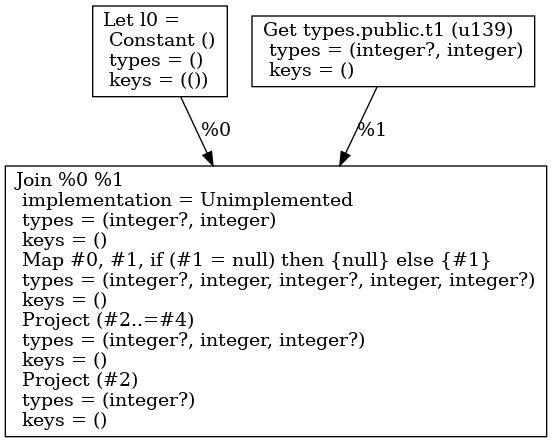 Let l0 =
Constant ()
types = ()
keys = (())
Get types.public.t1 (u139)
types = (integer?, integer)
keys = ()
%0
%1
Join %0 %1
implementation = Unimplemented
types = (integer?, integer)
keys = ()
Map #0, #1, if (#1 = null) then {null} else {#1}
types = (integer?, integer, integer?, integer, integer?)
keys = ()
Project (#2..=#4)
types = (integer?, integer, integer?)
keys = ()
Project (#2)
types = (integer?)
keys = ()